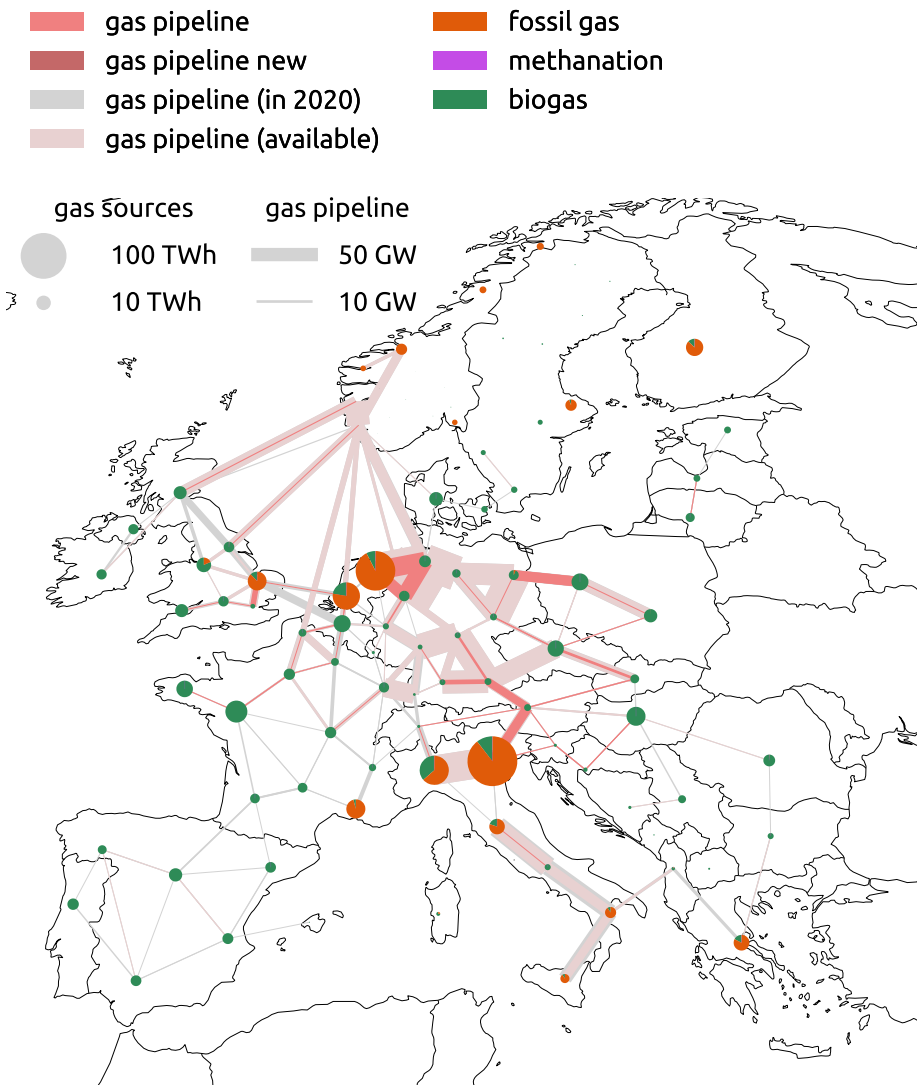 gas pipeline
gas pipeline new
gas pipeline (in 2020)
gas pipeline (available)
fossil gas
methanation
biogas
gas sources
100 TWh
10 TWh
gas pipeline
50 GW
10 GW